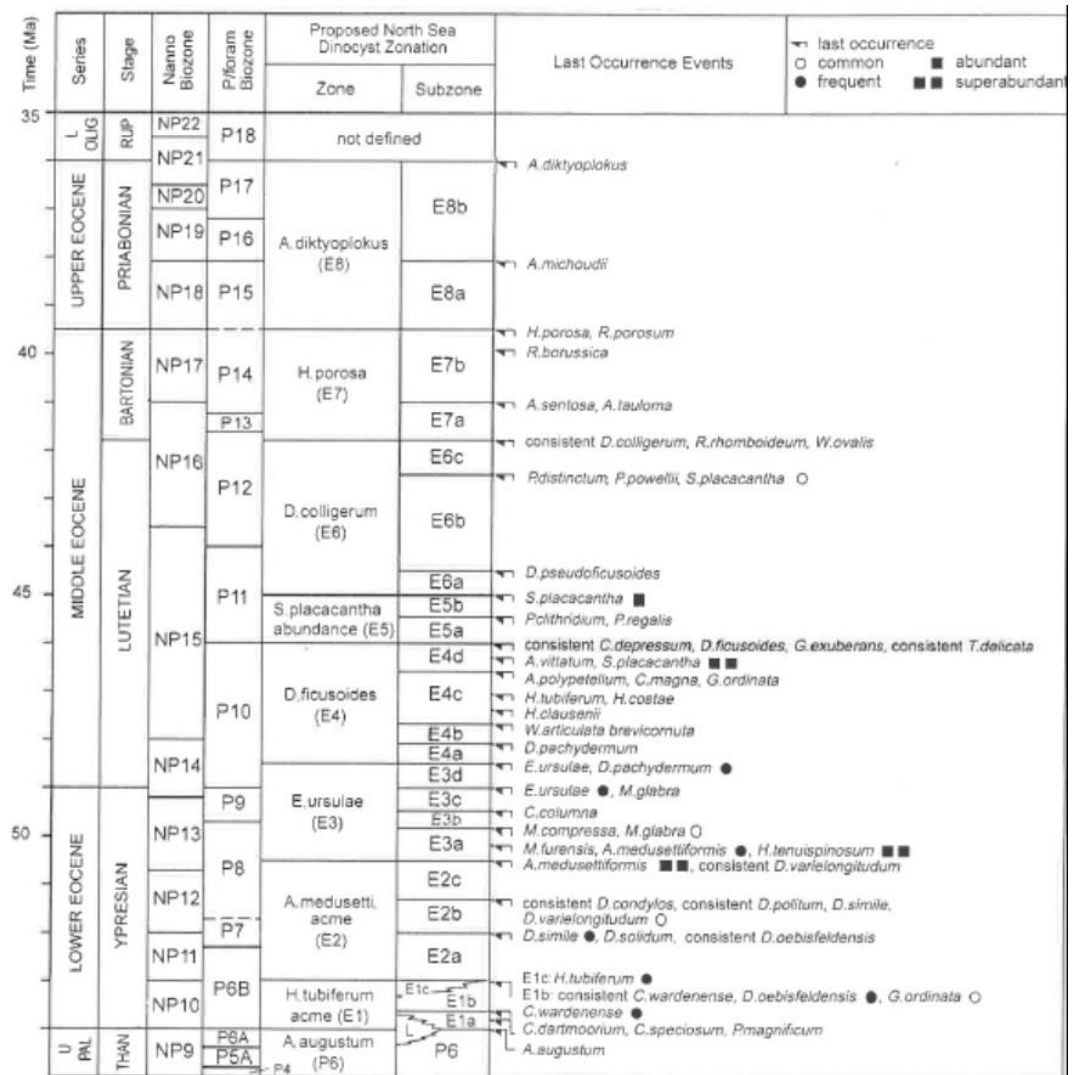 Time (Ma)
Series
Stage
Nanno
Biozone
P/foram
Biozone
Proposed North Sea
Dinocyst Zonation
Zone
Subzone
Last Occurrence Events
last occurrence
common
abundant
frequent
superabundant
35
40
45
50
L
OLIG
UPPER EOCENE
MIDDLE EOCENE
LOWER EOCENE
U
PAL
RUP
PRIABONIAN
BARTONIAN
LUTETIAN
YPRESIAN
THAN
NP22
NP21
NP20
NP19
NP18
NP17
NP16
NP15
NP14
NP13
NP12
NP11
NP10
NP9
P18
P17
P16
P15
P14
P13
P12
P11
P10
P9
P8
P7
P6B
P6A
P5A
P4
not defined
A.diktyoplokus
(E8)
H.porosa
(E7)
D.colligerum
(E6)
S.placacantha
abundance (E5)
D.ficusoides
(E4)
E.ursulae
(E3)
A.medusetti,
acme
(E2)
H.tubiferum
acme (E1)
A.augustum
(P6)
E8b
E8a
E7b
E7a
E6c
E6b
E6a
E5b
E5a
E4d
E4c
E4b
E4a
E3d
E3c
E3b
E3a
E2c
E2b
E2a
E1c
E1b
E1a
L
P6
A.diktyoplokus
A.michoudii
H.porosa, R.porosum
R.borussica
A.sentosa, A.tauloma
consistent D.colligerum, R.rhomboideum, W.ovalis
P.distinctum, P.powellii, S.placacantha
D.pseudoficusoides
S.placacantha
P.clithridium, P.regalis
consistent C.depressum, D.ficusoides, G.exuberans, consistent T.delicata
A.vittatum, S.placacantha
A.polypetellum, C.magna, G.ordinata
H.tubiferum, H.costae
H.clausenii
W.articulata brevicornuta
D.pachydermum
E.ursulae, D.pachydermum
E.ursulae , M.glabra
C.columna
M.compressa, M.glabra
M.furensis, A.medusettiformis , H.tenuispinosum
A.medusettiformis , consistent D.varielongitudum
consistent D.condylos, consistent D.politum, D.simile,
D.varielongitudum
D.simile , D.solidum, consistent D.oebisfeldensis
E1c: H.tubiferum
E1b: consistent C.wardenense, D.oebisfeldensis , G.ordinata
C.wardenense
C.dartmoorium, C.speciosum, P.magnificum
A.augustum